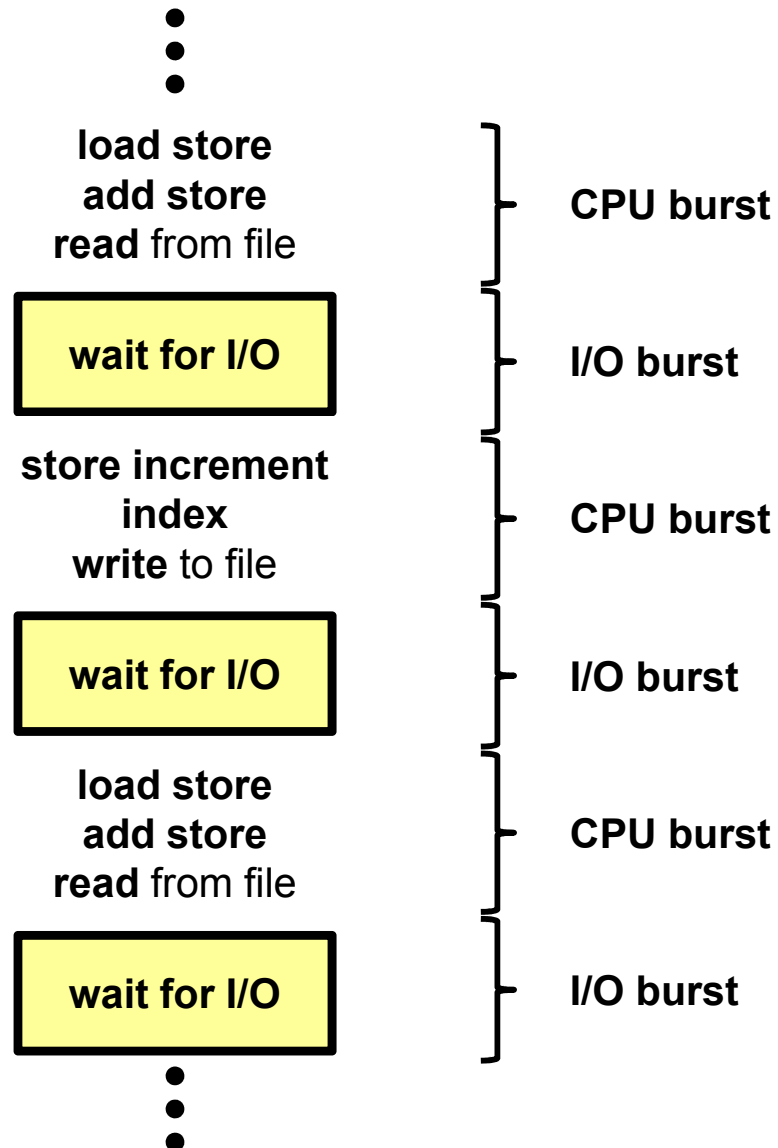 load store
add store
read from file
CPU burst
wait for I/O
I/O burst
store increment
index
write to file
CPU burst
wait for I/O
I/O burst
load store
add store
read from file
CPU burst
wait for I/O
I/O burst